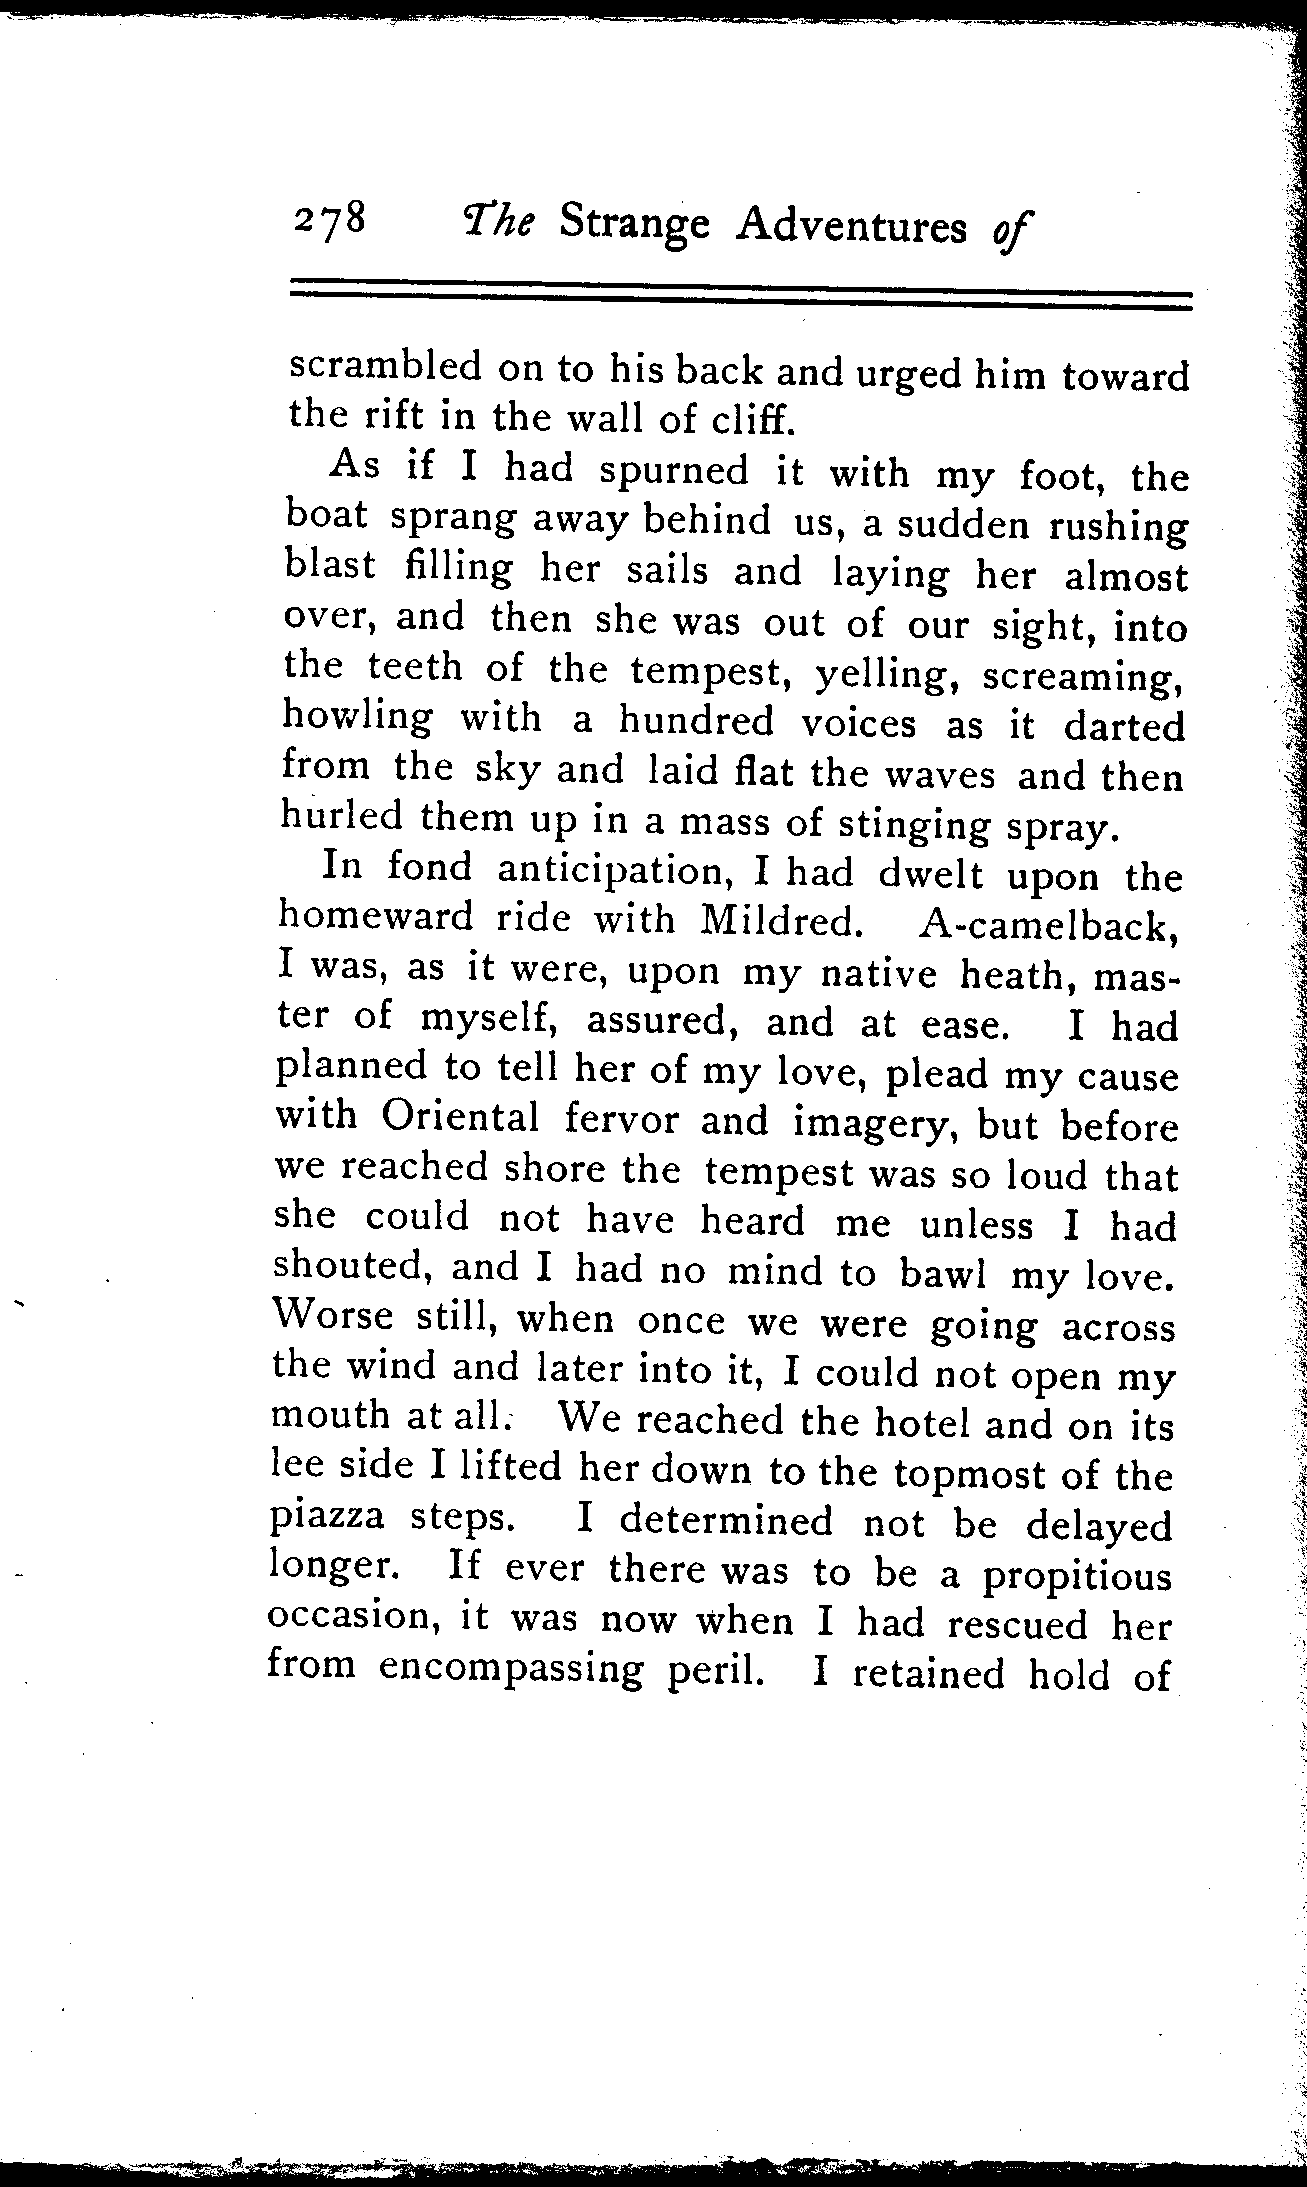 278 The Strange Adventures of
scrambled on to his back and urged him toward
the rift in the wall of cliff.
As if I had spurned it with my foot, the
boat sprang away behind us, a sudden rushing
blast filling her sails and laying her almost
over, and then she was out of our sight, into
the teeth of the tempest, yelling, screaming,
howling with a hundred voices as it darted
from the sky and laid flat the waves and then
hurled them up in a mass of stinging spray.
In fond anticipation, I had dwelt upon the
homeward ride with Mildred. A-camelback,
I was, as it were, upon my native heath, mas-
ter of myself, assured, and at ease. I had
planned to tell her of my love, plead my cause
with Oriental fervor and imagery, but before
we reached shore the tempest was so loud that
she could not have heard me unless I had
shouted, and I had no mind to bawl my love.
Worse still, when once we were going across
the wind and later into it, I could not open my
mouth at all. We reached the hotel and on its
lee side I lifted her down to the topmost of the
piazza steps. I determined not be delayed
longer. If ever there was to be a propitious
occasion, it was now when I had rescued her
from encompassing peril. I retained hold of